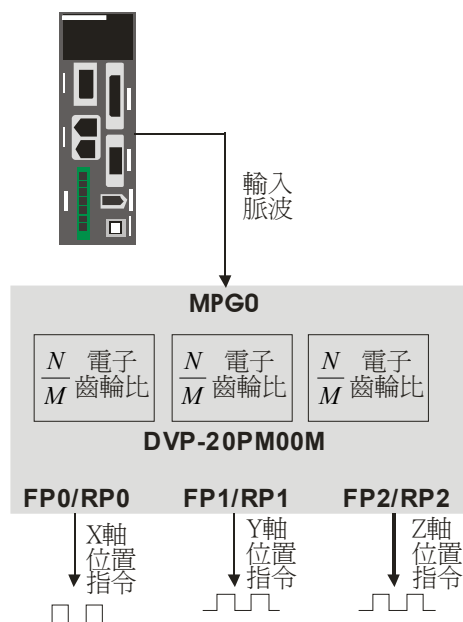 輸入
脈波
MPG0
N 電子
M 齒輪比
N 電子
M 齒輪比
N 電子
M 齒輪比
DVP-20PM00M
FP0/RP0 FP1/RP1 FP2/RP2
X軸
位置
指令
Y軸
位置
指令
Z軸
位置
指令